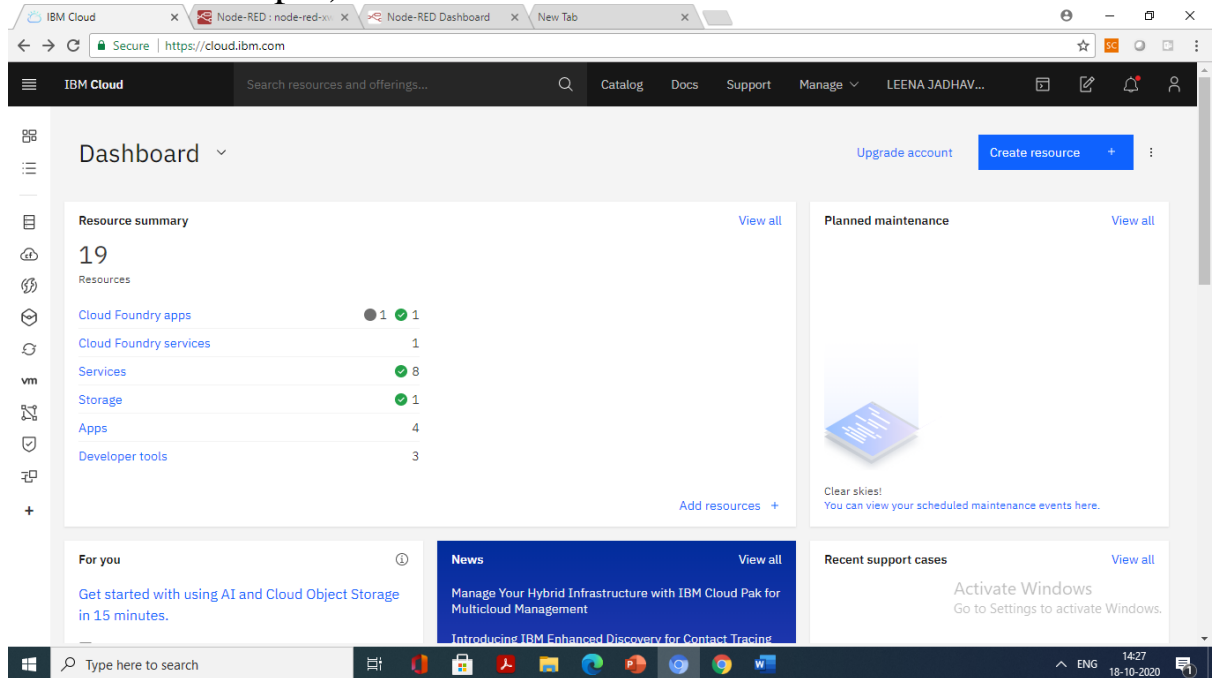 IBM Cloud
Node-RED : node-red-xv
Node-RED Dashboard
New Tab
Secure | https://cloud.ibm.com
SC
IBM Cloud
Search resources and offerings...
Catalog
Docs
Support
Manage
LEENA JADHAV...
Dashboard
Upgrade account
Create resource +
Resource summary
View all
19
Resources
Cloud Foundry apps 1 1
Cloud Foundry services 1
Services 8
Storage 1
Apps 4
Developer tools 3
Add resources +
Planned maintenance
View all
Clear skies!
You can view your scheduled maintenance events here.
cf
vm
+
For you
Get started with using AI and Cloud Object Storage
in 15 minutes.
News
View all
Manage Your Hybrid Infrastructure with IBM Cloud Pak for
Multicloud Management
Introducing IBM Enhanced Discovery for Contact Tracing
Recent support cases
View all
Activate Windows
Go to Settings to activate Windows.
Type here to search
ENG
14:27
18-10-2020
1